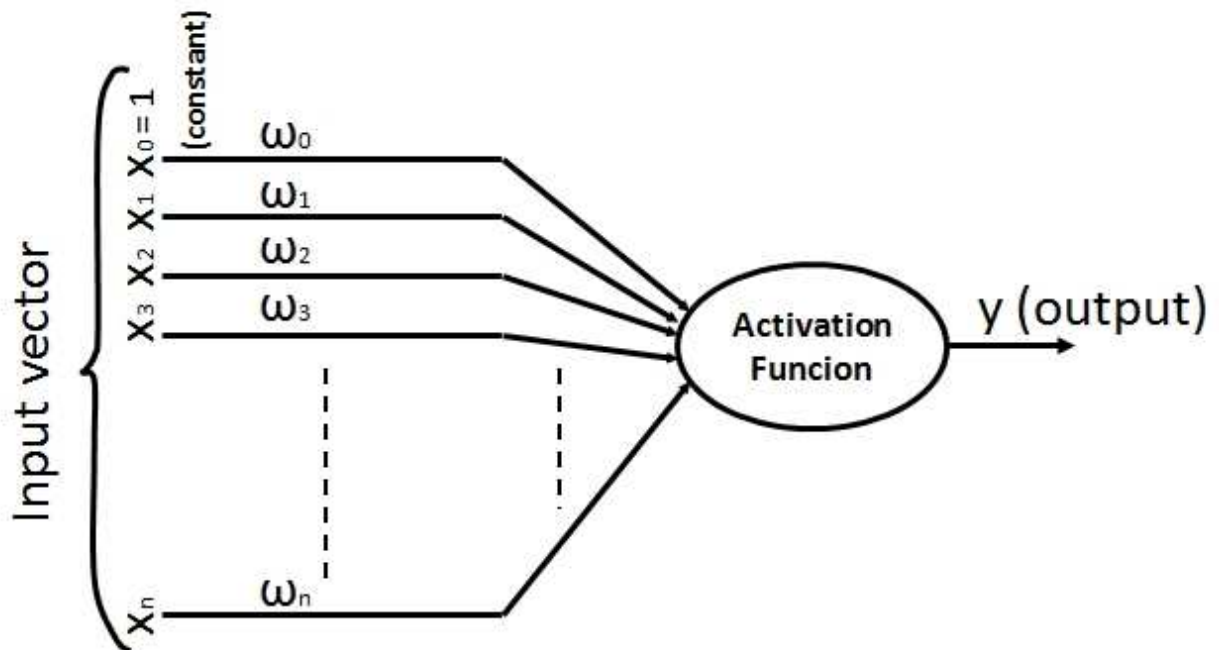 Input vector
X₀ = 1
(constant)
X₁
X₂
X₃
Xₙ
ω₀
ω₁
ω₂
ω₃
ωₙ
Activation
Funcion
y (output)